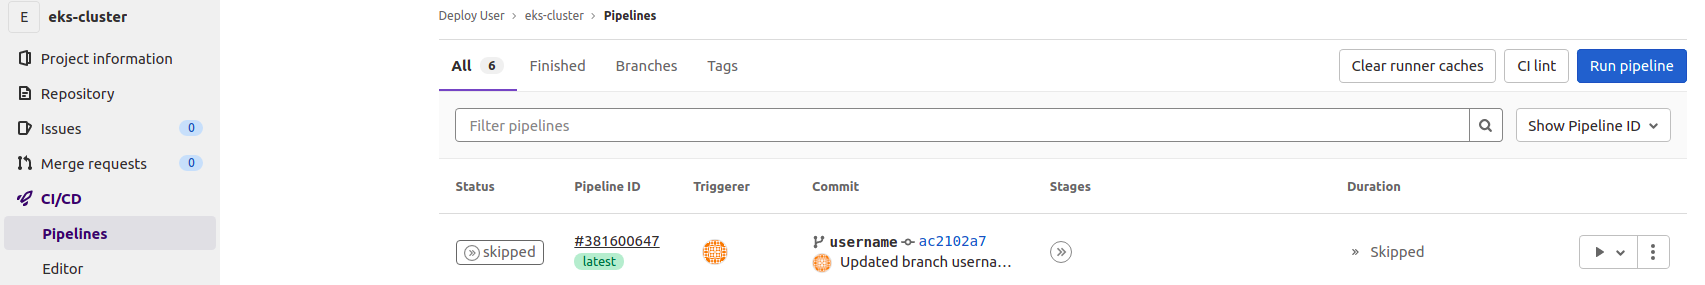 E eks-cluster
Project information
Repository
Issues 0
Merge requests 0
CI/CD
Pipelines
Editor
Deploy User › eks-cluster › Pipelines
All 6 Finished Branches Tags
Clear runner caches CI lint Run pipeline
Filter pipelines
Show Pipeline ID
Status Pipeline ID Triggerer Commit Stages Duration
skipped #381600647 username ac2102a7 Skipped
latest Updated branch userna…